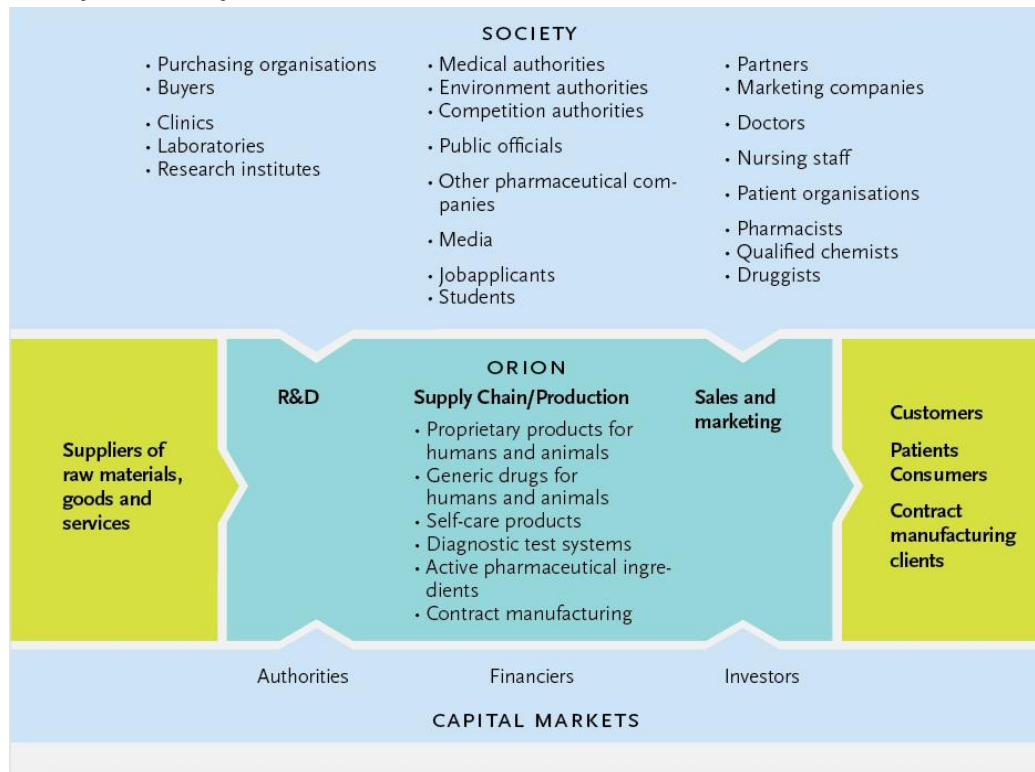 SOCIETY
• Purchasing organisations
• Buyers
• Clinics
• Laboratories
• Research institutes
• Medical authorities
• Environment authorities
• Competition authorities
• Public officials
• Other pharmaceutical com-
panies
• Media
• Jobapplicants
• Students
• Partners
• Marketing companies
• Doctors
• Nursing staff
• Patient organisations
• Pharmacists
• Qualified chemists
• Druggists
Suppliers of
raw materials,
goods and
services
ORION
R&D
Supply Chain/Production
• Proprietary products for
humans and animals
• Generic drugs for
humans and animals
• Self-care products
• Diagnostic test systems
• Active pharmaceutical ingre-
dients
• Contract manufacturing
Sales and
marketing
Customers
Patients
Consumers
Contract
manufacturing
clients
Authorities
Financiers
Investors
CAPITAL MARKETS